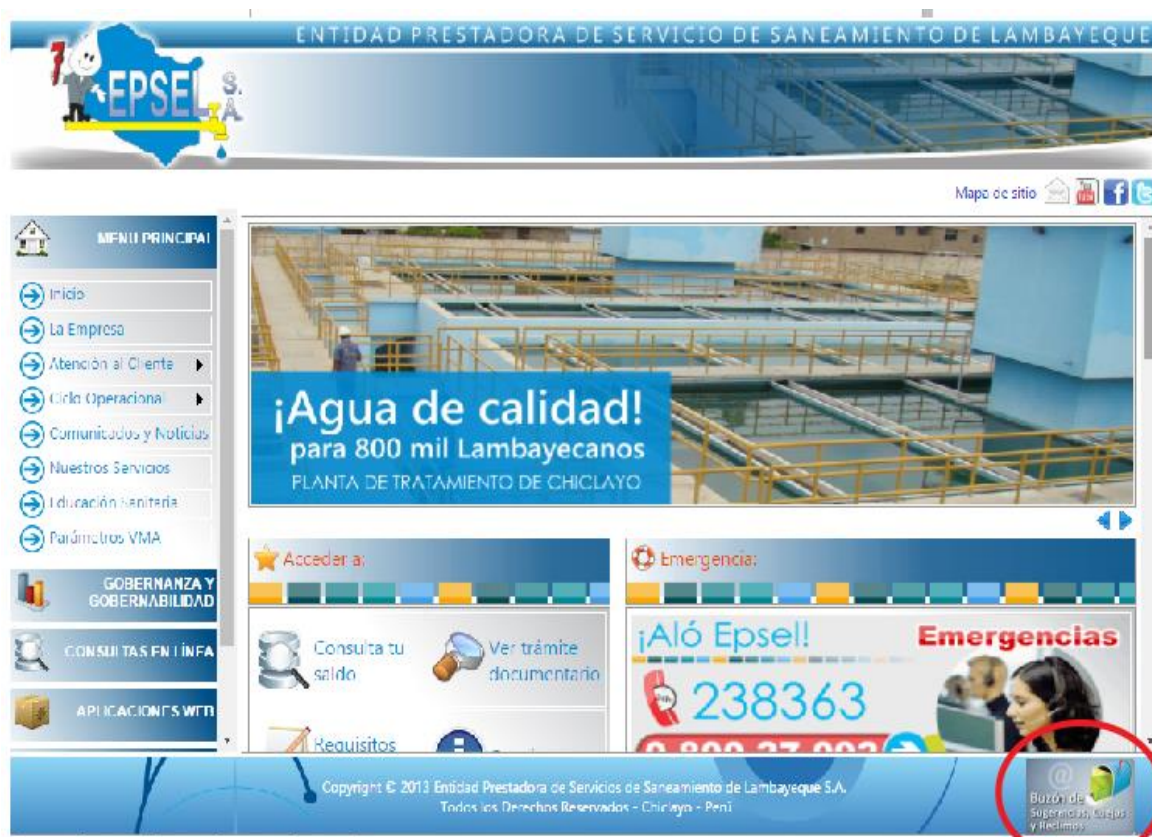 ENTIDAD PRESTADORA DE SERVICIO DE SANEAMIENTO DE LAMBAYEQUE
EPSEL S.A.
Mapa de sitio
MENU PRINCIPAL
Inicio
La Empresa
Atención al Cliente
Ciclo Operacional
Comunicados y Noticias
Nuestros Servicios
Educación Sanitaria
Parámetros VMA
GOBERNANZA Y
GOBERNABILIDAD
CONSULTAS EN LÍNEA
APLICACIONES WEB
¡Agua de calidad!
para 800 mil Lambayecanos
PLANTA DE TRATAMIENTO DE CHICLAYO
Acceder a:
Consulta tu
saldo
Ver trámite
documentario
Requisitos
Emergencia:
¡Aló Epsel!
Emergencias
238363
Copyright © 2013 Entidad Prestadora de Servicios de Saneamiento de Lambayeque S.A.
Todos los Derechos Reservados - Chiclayo - Perú
@
Buzón de
Sugerencias, Quejas
y Reclamos